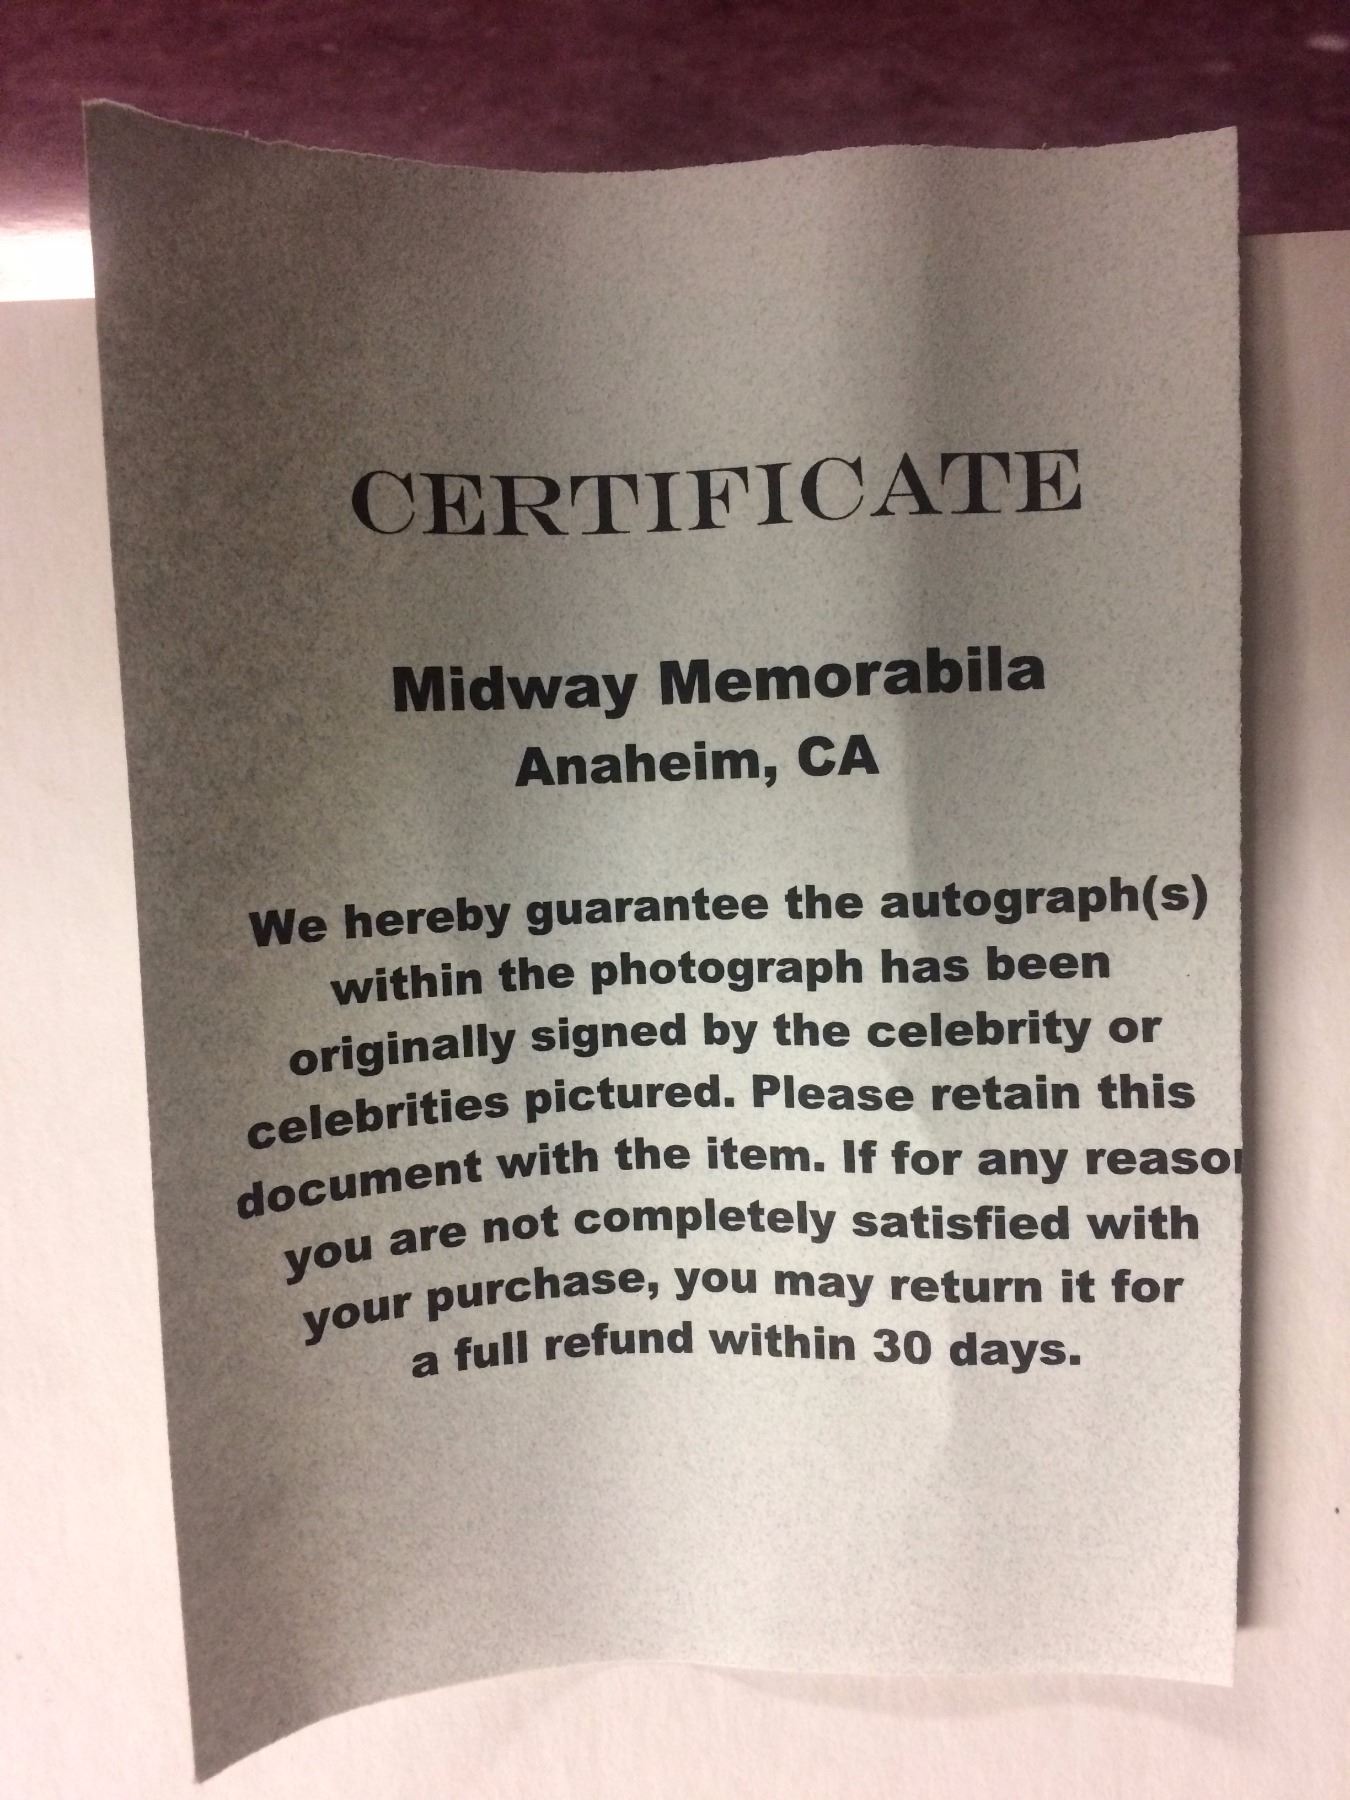 CERTIFICATE
Midway Memorabila
Anaheim, CA
We hereby guarantee the autograph(s)
within the photograph has been
originally signed by the celebrity or
celebrities pictured. Please retain this
document with the item. If for any reason
you are not completely satisfied with
your purchase, you may return it for
a full refund within 30 days.